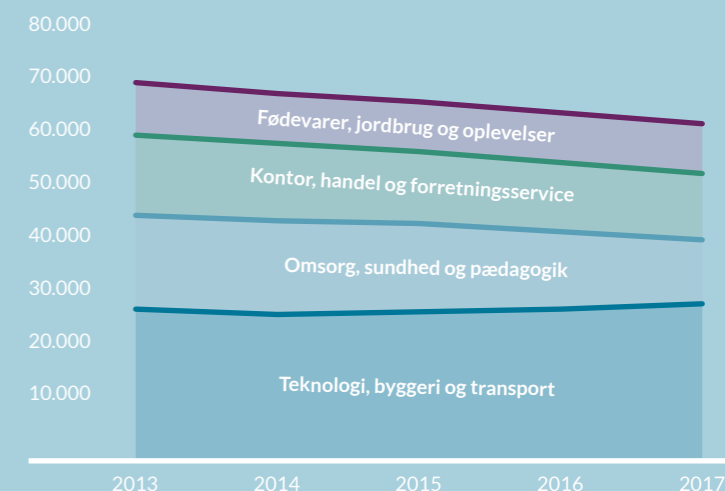 80.000
70.000
60.000
50.000
40.000
30.000
20.000
10.000
Fødevarer, jordbrug og oplevelser
Kontor, handel og forretningsservice
Omsorg, sundhed og pædagogik
Teknologi, byggeri og transport
2013 2014 2015 2016 2017